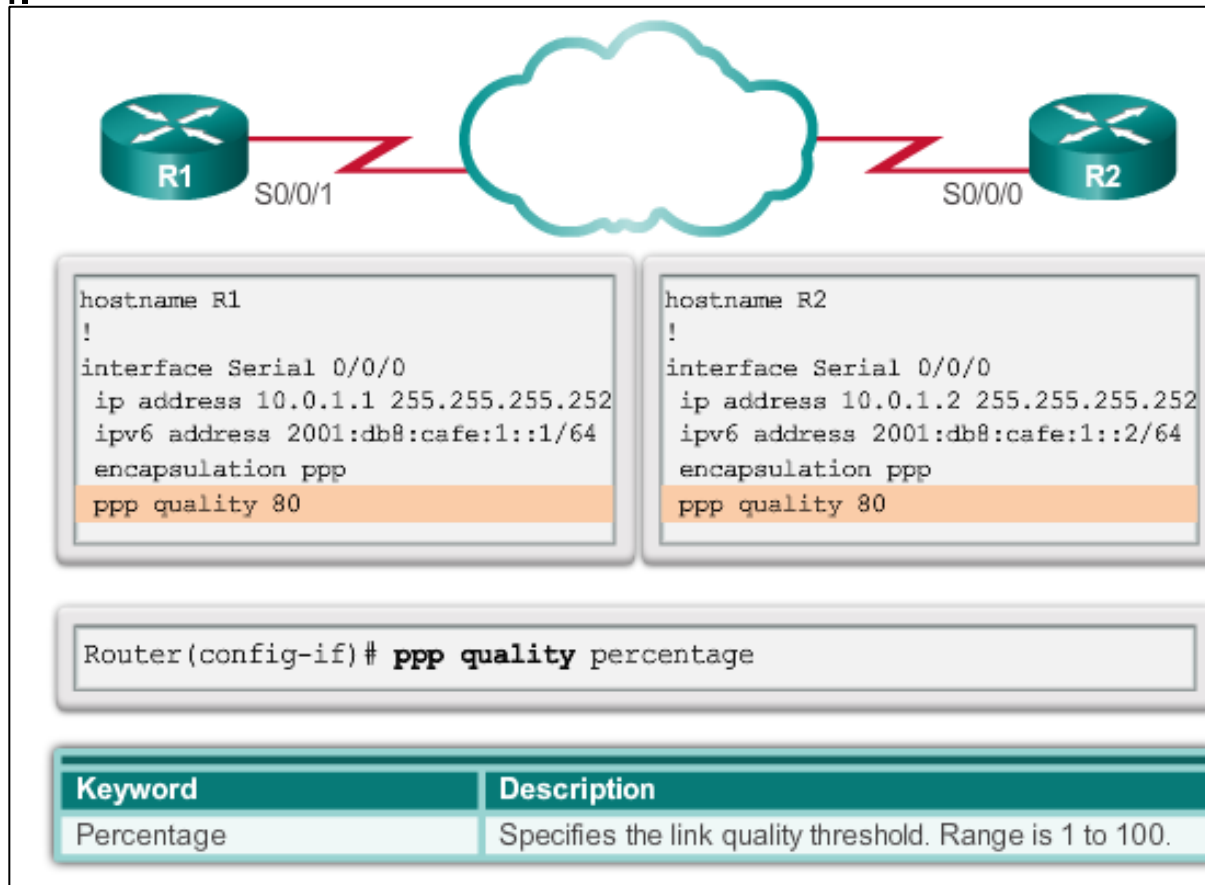 R1
S0/0/1
S0/0/0
R2
hostname R1
!
interface Serial 0/0/0
ip address 10.0.1.1 255.255.255.252
ipv6 address 2001:db8:cafe:1::1/64
encapsulation ppp
ppp quality 80
hostname R2
!
interface Serial 0/0/0
ip address 10.0.1.2 255.255.255.252
ipv6 address 2001:db8:cafe:1::2/64
encapsulation ppp
ppp quality 80
Router(config-if)# ppp quality percentage
Keyword Description
Percentage Specifies the link quality threshold. Range is 1 to 100.